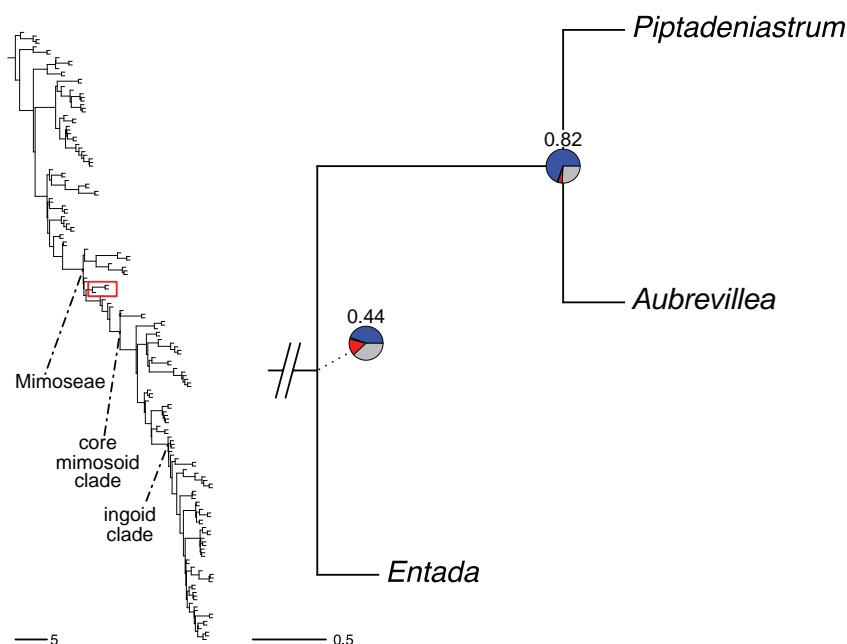 Piptadeniastrum
0.82
Aubrevillea
0.44
Mimoseae
core
mimosoid
clade
ingoid
clade
Entada
5
0.5